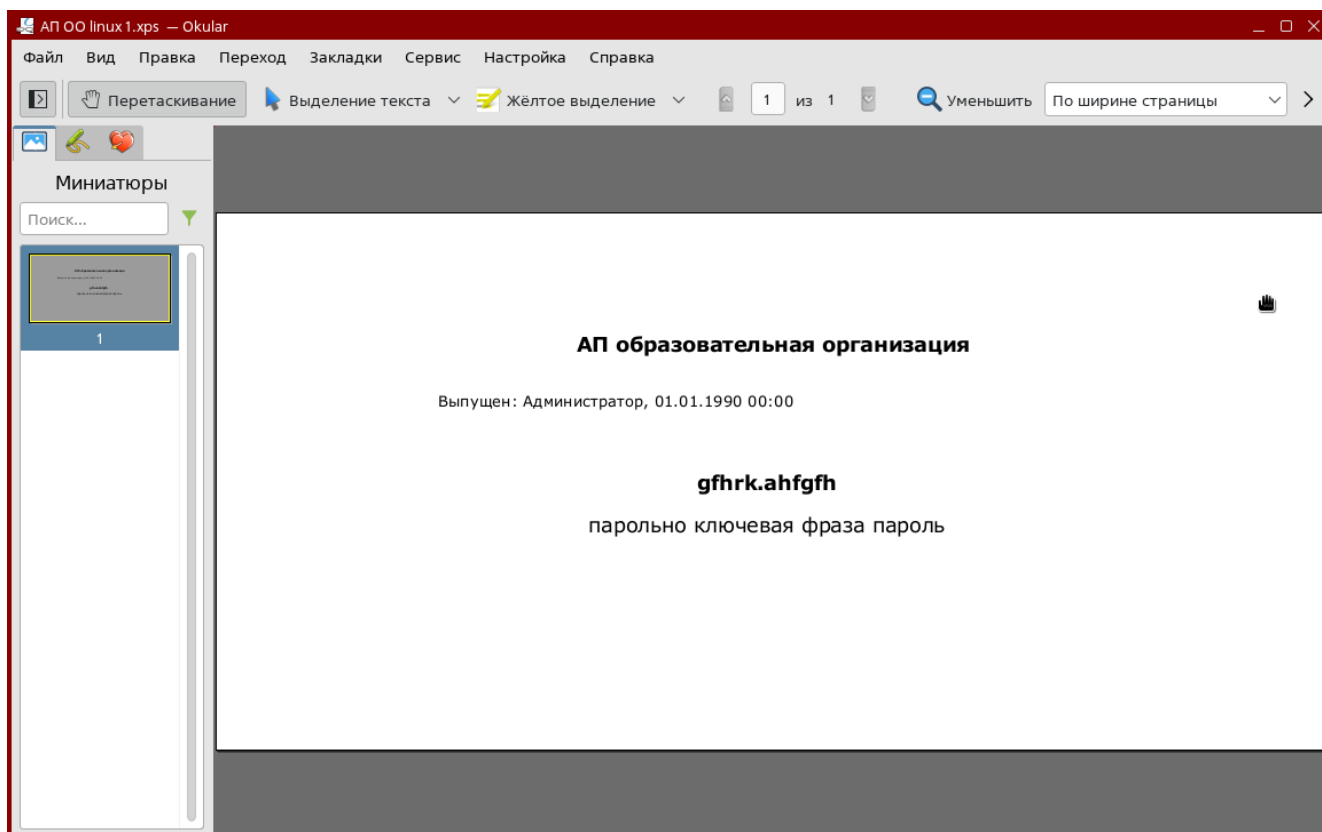 АП ОО linux 1.xps — Okular
Файл Вид Правка Переход Закладки Сервис Настройка Справка
Перетаскивание Выделение текста Жёлтое выделение 1 из 1 Уменьшить По ширине страницы
Миниатюры
Поиск...
1
АП образовательная организация
Выпущен: Администратор, 01.01.1990 00:00
gfhrk.ahfgfh
парольно ключевая фраза пароль